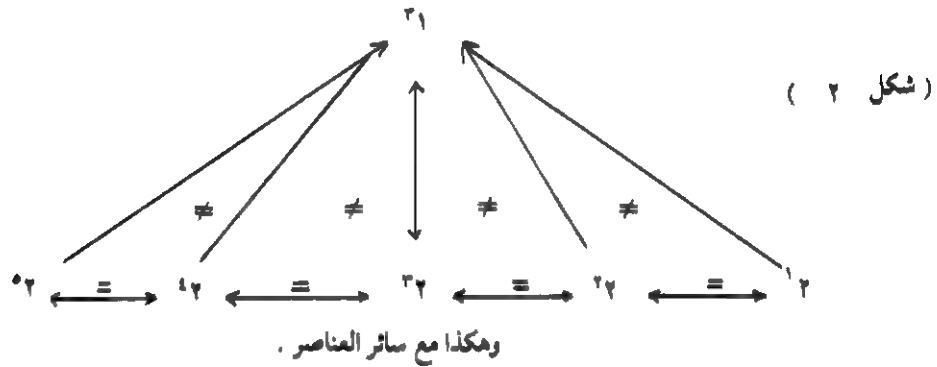 ٣١
( شكل ٢ )
≠ ≠ ≠ ≠
١٢ = ٢٢ = ٣٢ = ٤٢ = ٥٢
وهكذا مع سائر العناصر .